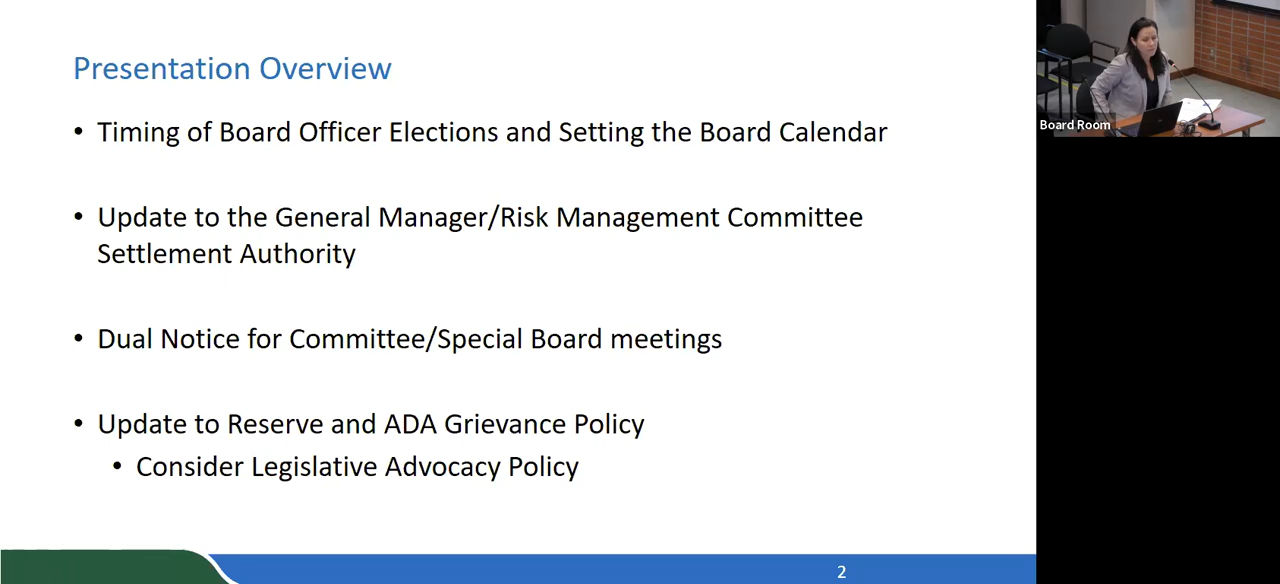 Presentation Overview
• Timing of Board Officer Elections and Setting the Board Calendar
• Update to the General Manager/Risk Management Committee
Settlement Authority
• Dual Notice for Committee/Special Board meetings
• Update to Reserve and ADA Grievance Policy
• Consider Legislative Advocacy Policy
2
Board Room